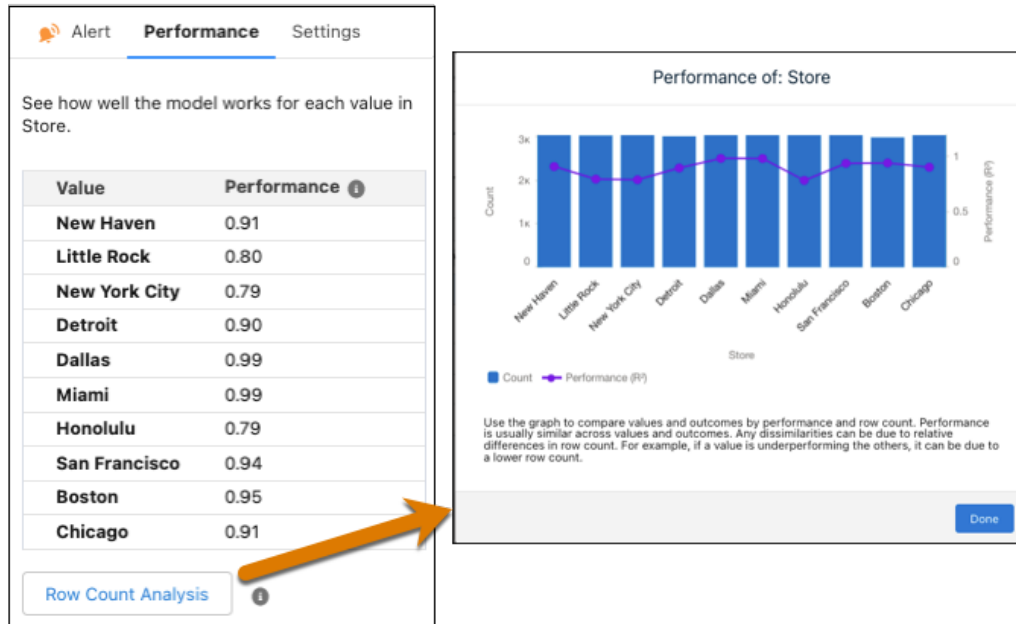 Alert Performance Settings
See how well the model works for each value in
Store.
Value Performance
New Haven 0.91
Little Rock 0.80
New York City 0.79
Detroit 0.90
Dallas 0.99
Miami 0.99
Honolulu 0.79
San Francisco 0.94
Boston 0.95
Chicago 0.91
Row Count Analysis
Performance of: Store
3K
2K
1K
0
Count
1
0.5
0
Performance (R²)
New Haven
Little Rock
New York City
Detroit
Dallas
Miami
Honolulu
San Francisco
Boston
Chicago
Store
Count Performance (R²)
Use the graph to compare values and outcomes by performance and row count. Performance
is usually similar across values and outcomes. Any dissimilarities can be due to relative
differences in row count. For example, if a value is underperforming the others, it can be due to
a lower row count.
Done